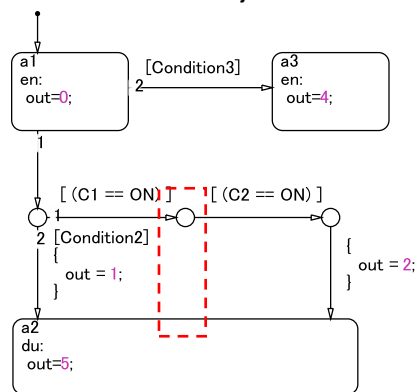 a1
en:
out=0;
[Condition3]
2
a3
en:
out=4;
1
[(C1 == ON)]
[(C2 == ON)]
1
2
[Condition2]
{
out = 1;
}
{
out = 2;
}
a2
du:
out=5;